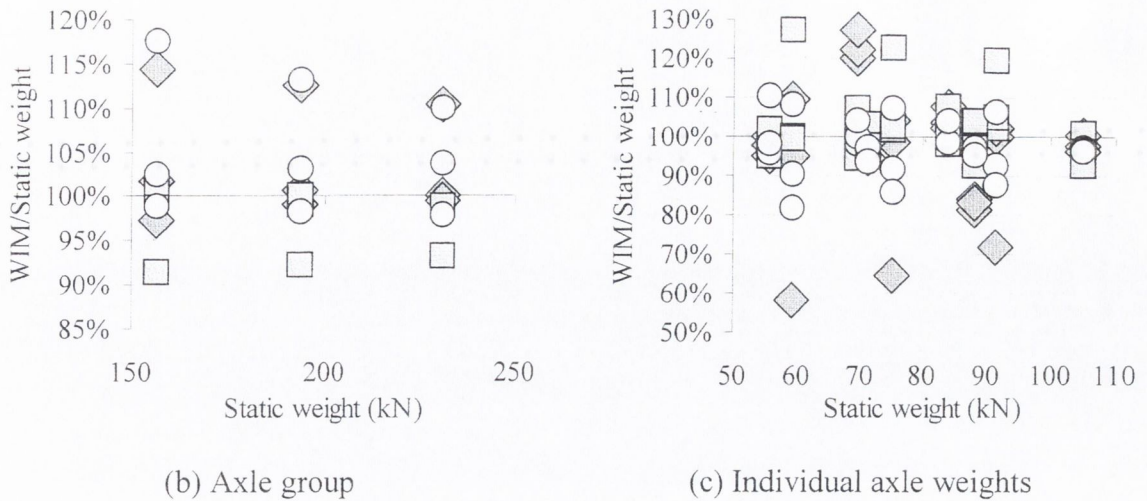 120%
115%
110%
105%
100%
95%
90%
85%
WIM/Static weight
150 200 250
Static weight (kN)
(b) Axle group
130%
120%
110%
100%
90%
80%
70%
60%
50%
WIM/Static weight
50 60 70 80 90 100 110
Static weight (kN)
(c) Individual axle weights